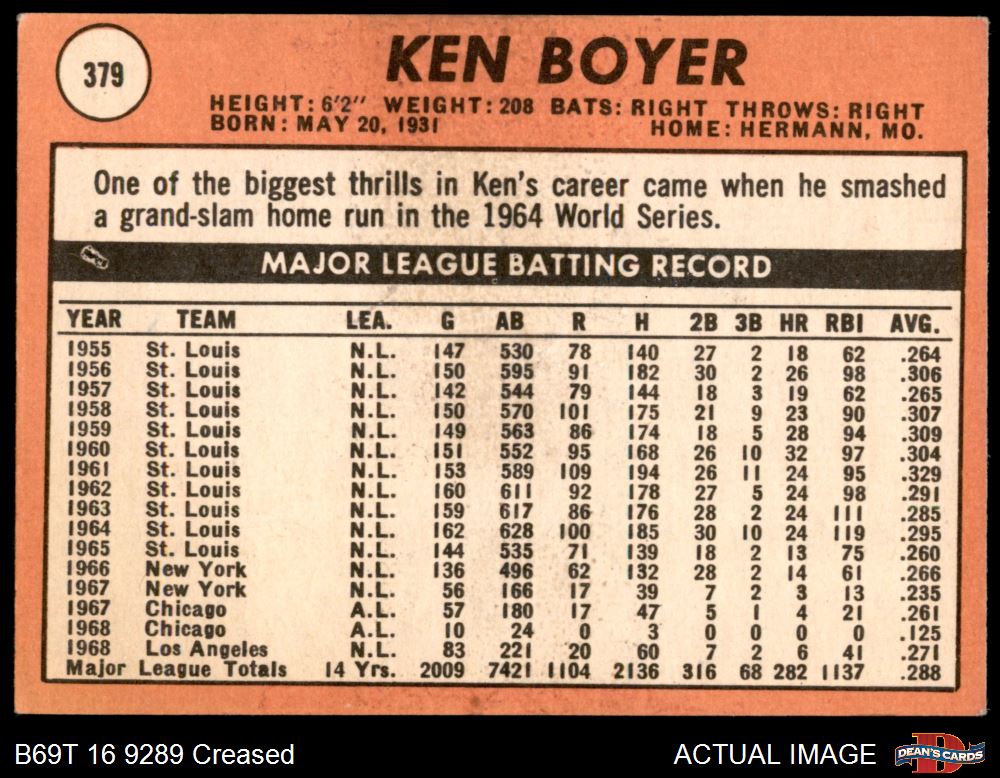 379
KEN BOYER
HEIGHT: 6'2" WEIGHT: 208 BATS: RIGHT THROWS: RIGHT
BORN: MAY 20, 1931 HOME: HERMANN, MO.
One of the biggest thrills in Ken's career came when he smashed
a grand-slam home run in the 1964 World Series.
MAJOR LEAGUE BATTING RECORD
YEAR TEAM LEA. G AB R H 2B 3B HR RBI AVG.
1955 St. Louis N.L. 147 530 78 140 27 2 18 62 .264
1956 St. Louis N.L. 150 595 91 182 30 2 26 98 .306
1957 St. Louis N.L. 142 544 79 144 18 3 19 62 .265
1958 St. Louis N.L. 150 570 101 175 21 9 23 90 .307
1959 St. Louis N.L. 149 563 86 174 18 5 28 94 .309
1960 St. Louis N.L. 151 552 95 168 26 10 32 97 .304
1961 St. Louis N.L. 153 589 109 194 26 11 24 95 .329
1962 St. Louis N.L. 160 611 92 178 27 5 24 98 .291
1963 St. Louis N.L. 159 617 86 176 28 2 24 111 .285
1964 St. Louis N.L. 162 628 100 185 30 10 24 119 .295
1965 St. Louis N.L. 144 535 71 139 18 2 13 75 .260
1966 New York N.L. 136 496 62 132 28 2 14 61 .266
1967 New York N.L. 56 166 17 39 7 2 3 13 .235
1967 Chicago A.L. 57 180 17 47 5 1 4 21 .261
1968 Chicago A.L. 10 24 0 3 0 0 0 0 .125
1968 Los Angeles N.L. 83 221 20 60 7 2 6 41 .271
Major League Totals 14 Yrs. 2009 7421 1104 2136 316 68 282 1137 .288
B69T 16 9289 Creased ACTUAL IMAGE
D
DEAN'S CARDS